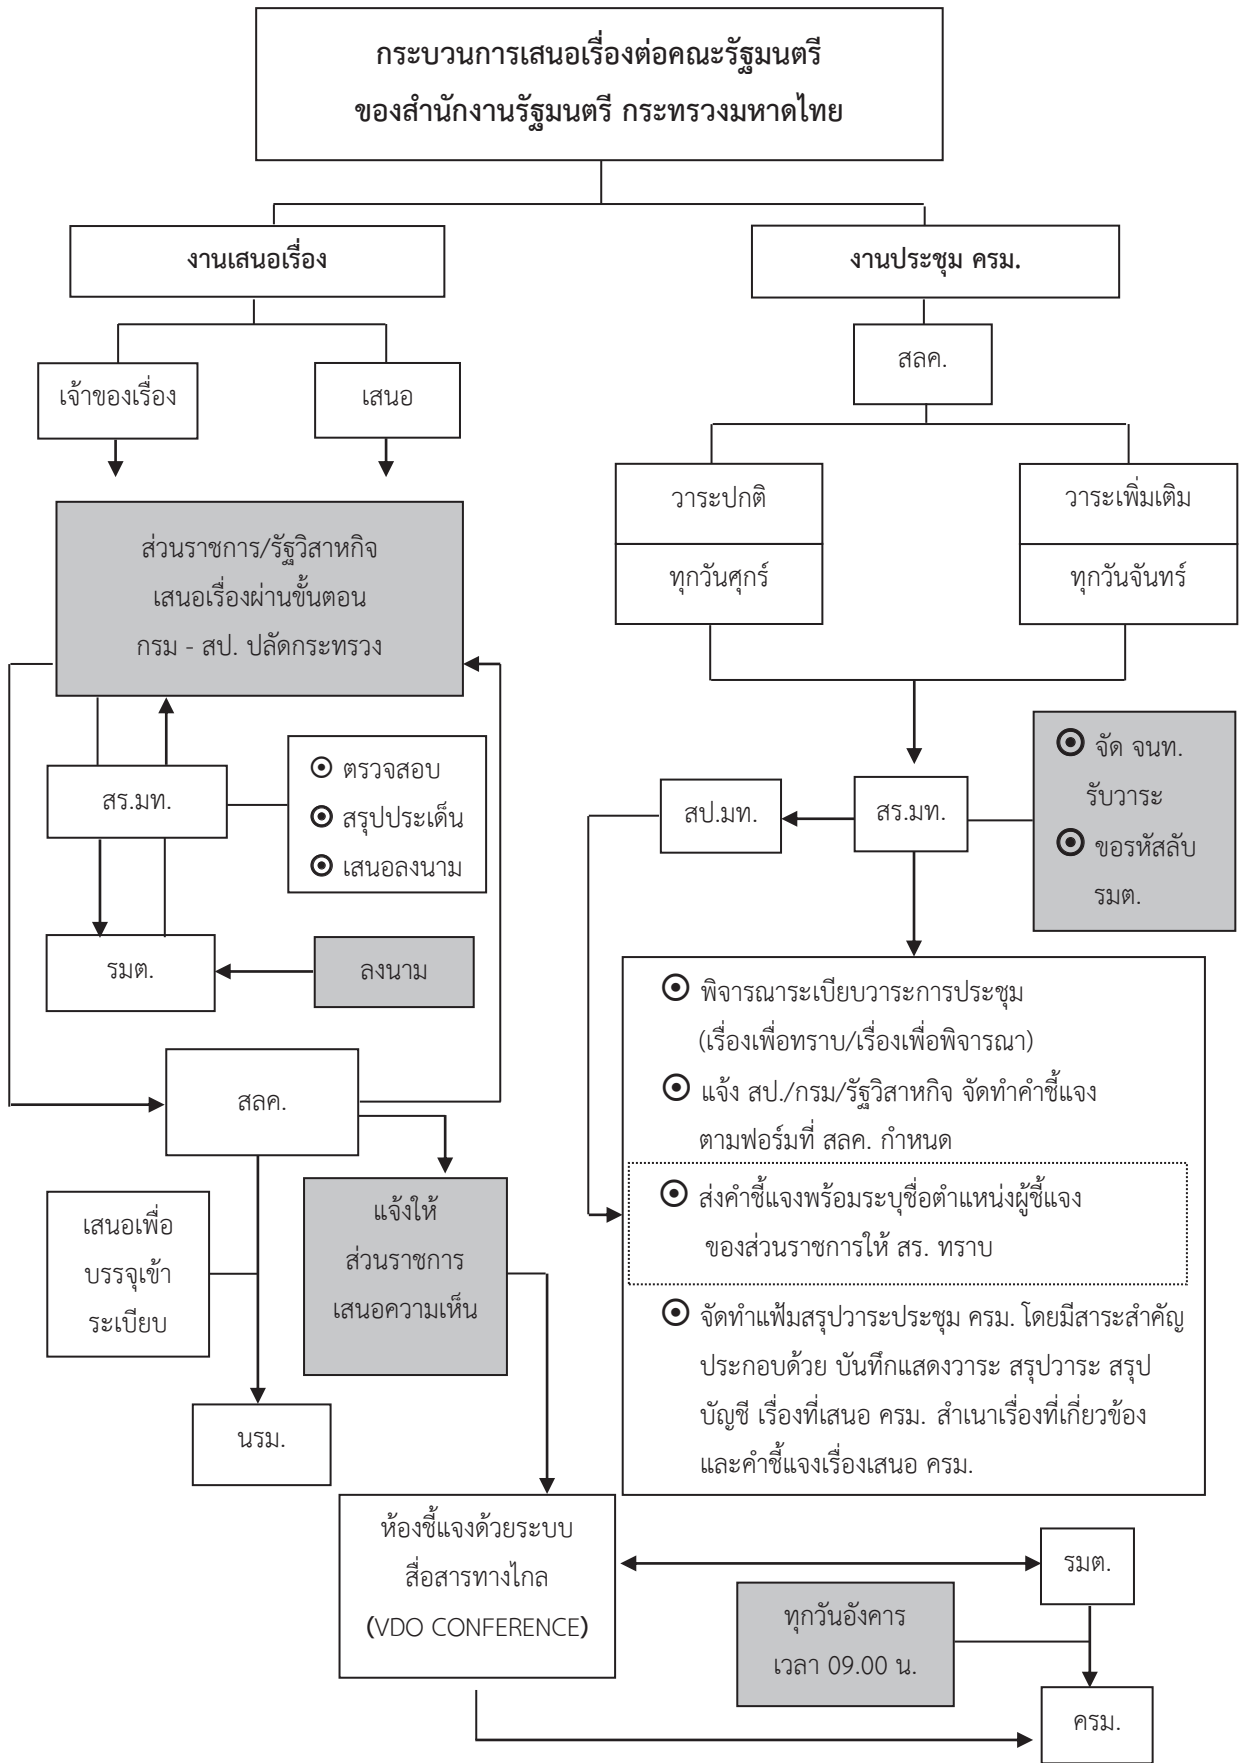 กระบวนการเสนอเรื่องต่อคณะรัฐมนตรี
ของสำนักงานรัฐมนตรี กระทรวงมหาดไทย
งานเสนอเรื่อง
งานประชุม ครม.
เจ้าของเรื่อง
เสนอ
สลค.
ส่วนราชการ/รัฐวิสาหกิจ
เสนอเรื่องผ่านขั้นตอน
กรม - สป. ปลัดกระทรวง
วาระปกติ
ทุกวันศุกร์
วาระเพิ่มเติม
ทุกวันจันทร์
สร.มท.
ตรวจสอบ
สรุปประเด็น
เสนอลงนาม
รมต.
ลงนาม
สป.มท.
สร.มท.
จัด จนท.
รับวาระ
ขอรหัสลับ
รมต.
สลค.
เสนอเพื่อ
บรรจุเข้า
ระเบียบ
แจ้งให้
ส่วนราชการ
เสนอความเห็น
นรม.
พิจารณาระเบียบวาระการประชุม
(เรื่องเพื่อทราบ/เรื่องเพื่อพิจารณา)
แจ้ง สป./กรม/รัฐวิสาหกิจ จัดทำคำชี้แจง
ตามฟอร์มที่ สลค. กำหนด
ส่งคำชี้แจงพร้อมระบุชื่อตำแหน่งผู้ชี้แจง
ของส่วนราชการให้ สร. ทราบ
จัดทำแฟ้มสรุปวาระประชุม ครม. โดยมีสาระสำคัญ
ประกอบด้วย บันทึกแสดงวาระ สรุปวาระ สรุป
บัญชี เรื่องที่เสนอ ครม. สำเนาเรื่องที่เกี่ยวข้อง
และคำชี้แจงเรื่องเสนอ ครม.
ห้องชี้แจงด้วยระบบ
สื่อสารทางไกล
(VDO CONFERENCE)
รมต.
ทุกวันอังคาร
เวลา 09.00 น.
ครม.